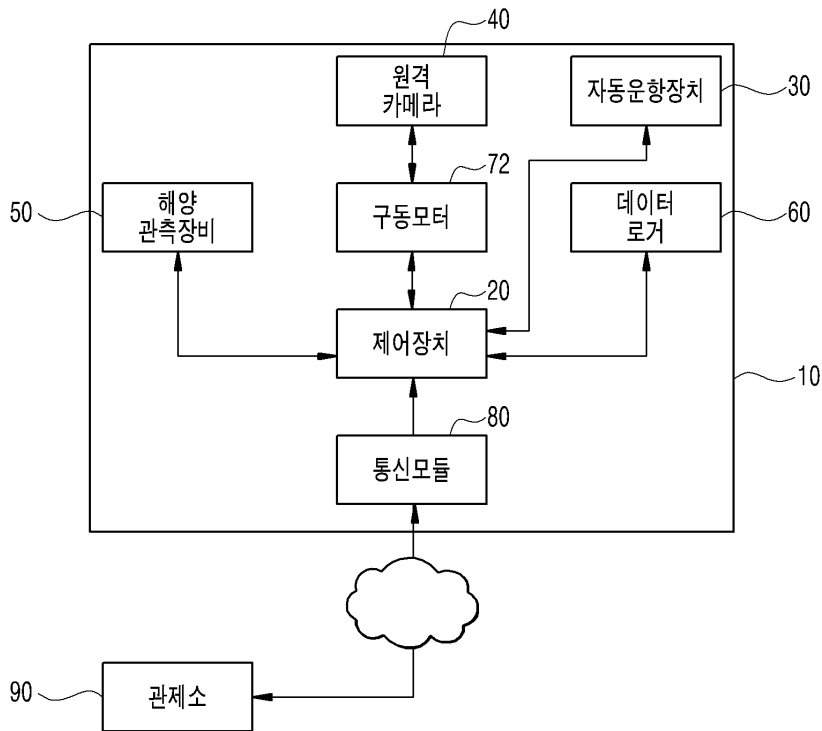 40
원격
카메라
자동운항장치
30
72
50
해양
관측장비
구동모터
데이터
로거
60
20
제어장치
10
80
통신모듈
90
관제소